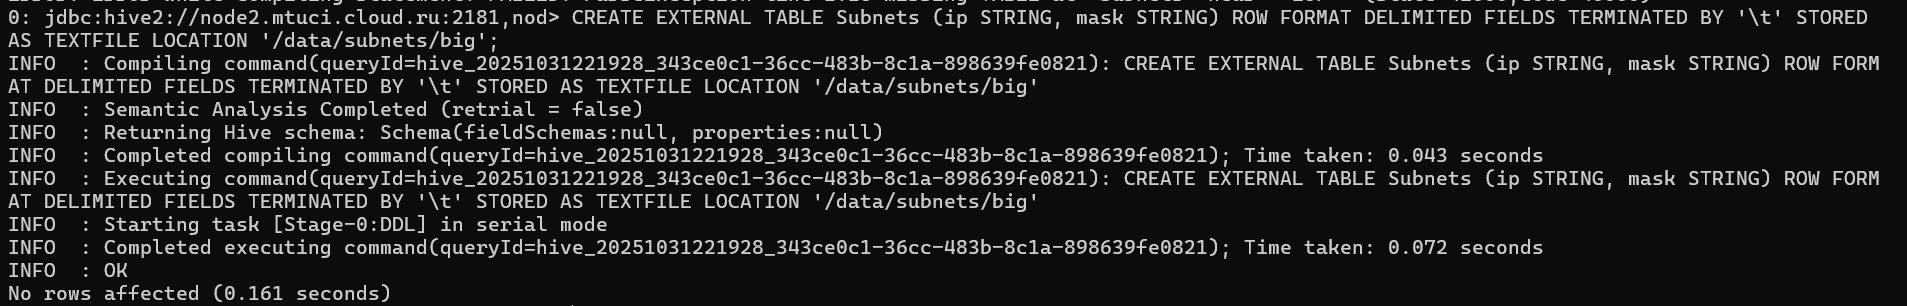 0: jdbc:hive2://node2.mtuci.cloud.ru:2181,nod> CREATE EXTERNAL TABLE Subnets (ip STRING, mask STRING) ROW FORMAT DELIMITED FIELDS TERMINATED BY '\t' STORED
AS TEXTFILE LOCATION '/data/subnets/big';
INFO  : Compiling command(queryId=hive_20251031221928_343ce0c1-36cc-483b-8c1a-898639fe0821): CREATE EXTERNAL TABLE Subnets (ip STRING, mask STRING) ROW FORM
AT DELIMITED FIELDS TERMINATED BY '\t' STORED AS TEXTFILE LOCATION '/data/subnets/big'
INFO  : Semantic Analysis Completed (retrial = false)
INFO  : Returning Hive schema: Schema(fieldSchemas:null, properties:null)
INFO  : Completed compiling command(queryId=hive_20251031221928_343ce0c1-36cc-483b-8c1a-898639fe0821); Time taken: 0.043 seconds
INFO  : Executing command(queryId=hive_20251031221928_343ce0c1-36cc-483b-8c1a-898639fe0821): CREATE EXTERNAL TABLE Subnets (ip STRING, mask STRING) ROW FORM
AT DELIMITED FIELDS TERMINATED BY '\t' STORED AS TEXTFILE LOCATION '/data/subnets/big'
INFO  : Starting task [Stage-0:DDL] in serial mode
INFO  : Completed executing command(queryId=hive_20251031221928_343ce0c1-36cc-483b-8c1a-898639fe0821); Time taken: 0.072 seconds
INFO  : OK
No rows affected (0.161 seconds)